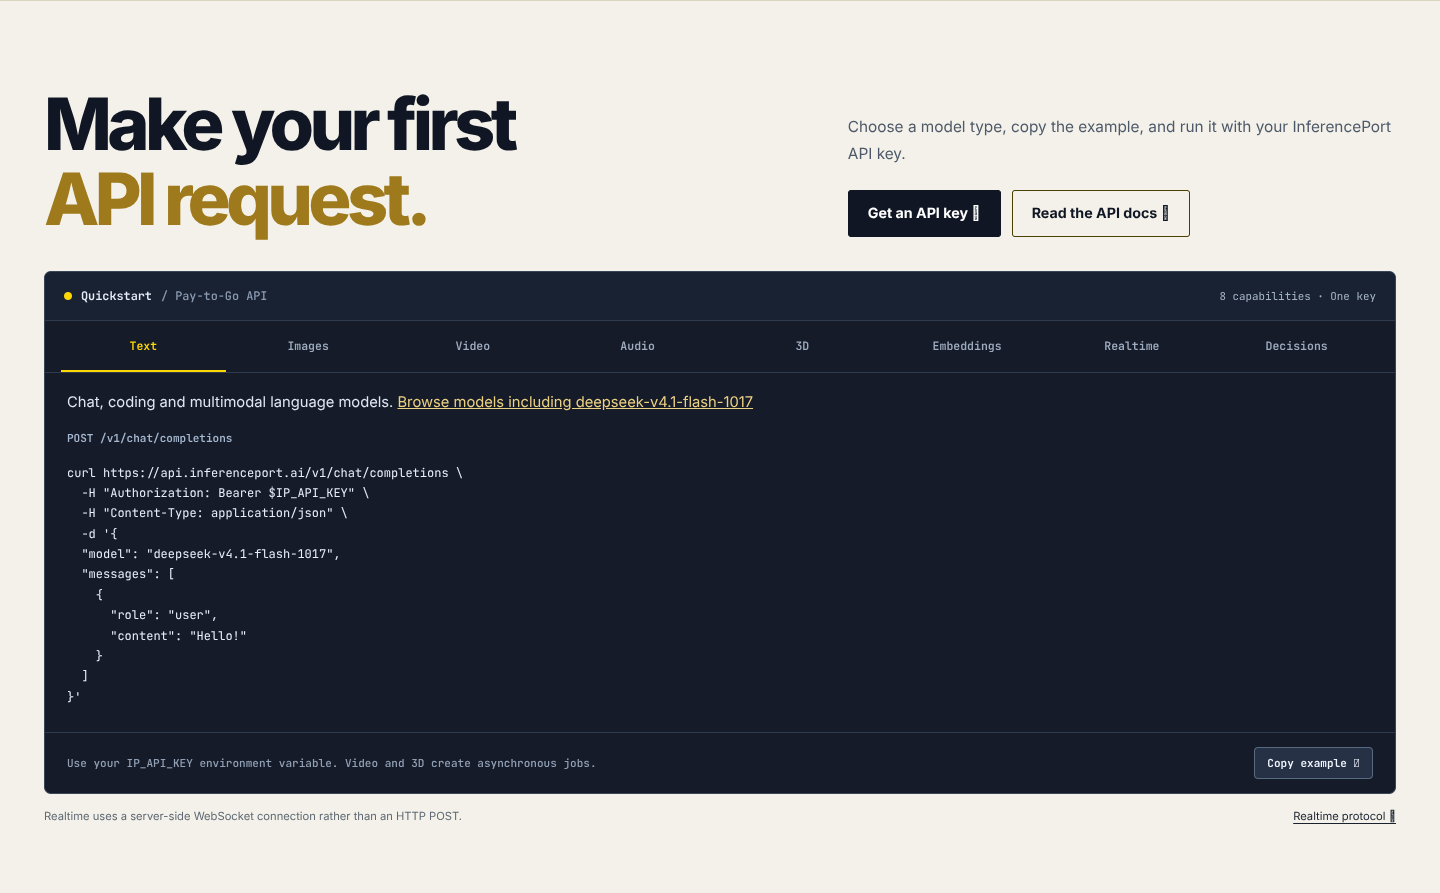 Make your first
API request.
Choose a model type, copy the example, and run it with your InferencePort
API key.
Get an API key
Read the API docs
Quickstart / Pay-to-Go API
8 capabilities · One key
Text Images Video Audio 3D Embeddings Realtime Decisions
Chat, coding and multimodal language models. Browse models including deepseek-v4.1-flash-1017
POST /v1/chat/completions
curl https://api.inferenceport.ai/v1/chat/completions \
  -H "Authorization: Bearer $IP_API_KEY" \
  -H "Content-Type: application/json" \
  -d '{
  "model": "deepseek-v4.1-flash-1017",
  "messages": [
    {
      "role": "user",
      "content": "Hello!"
    }
  ]
}'
Use your IP_API_KEY environment variable. Video and 3D create asynchronous jobs.
Copy example
Realtime uses a server-side WebSocket connection rather than an HTTP POST.
Realtime protocol